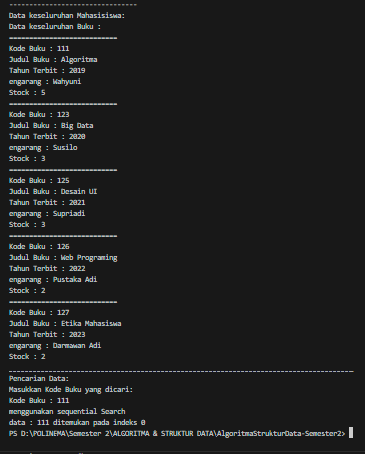 --------------------------------
Data keseluruhan Mahasisiswa:
Data keseluruhan Buku :
===========================
Kode Buku : 111
Judul Buku : Algoritma
Tahun Terbit : 2019
engarang : Wahyuni
Stock : 5
===========================
Kode Buku : 123
Judul Buku : Big Data
Tahun Terbit : 2020
engarang : Susilo
Stock : 3
===========================
Kode Buku : 125
Judul Buku : Desain UI
Tahun Terbit : 2021
engarang : Supriadi
Stock : 3
===========================
Kode Buku : 126
Judul Buku : Web Programing
Tahun Terbit : 2022
engarang : Pustaka Adi
Stock : 2
===========================
Kode Buku : 127
Judul Buku : Etika Mahasiswa
Tahun Terbit : 2023
engarang : Darmawan Adi
Stock : 2
______________________________________________________________________________________
Pencarian Data:
Masukkan Kode Buku yang dicari:
Kode Buku : 111
menggunakan sequential Search
data : 111 ditemukan pada indeks 0
PS D:\POLINEMA\Semester 2\ALGORITMA & STRUKTUR DATA\AlgoritmaStrukturData-Semester2>